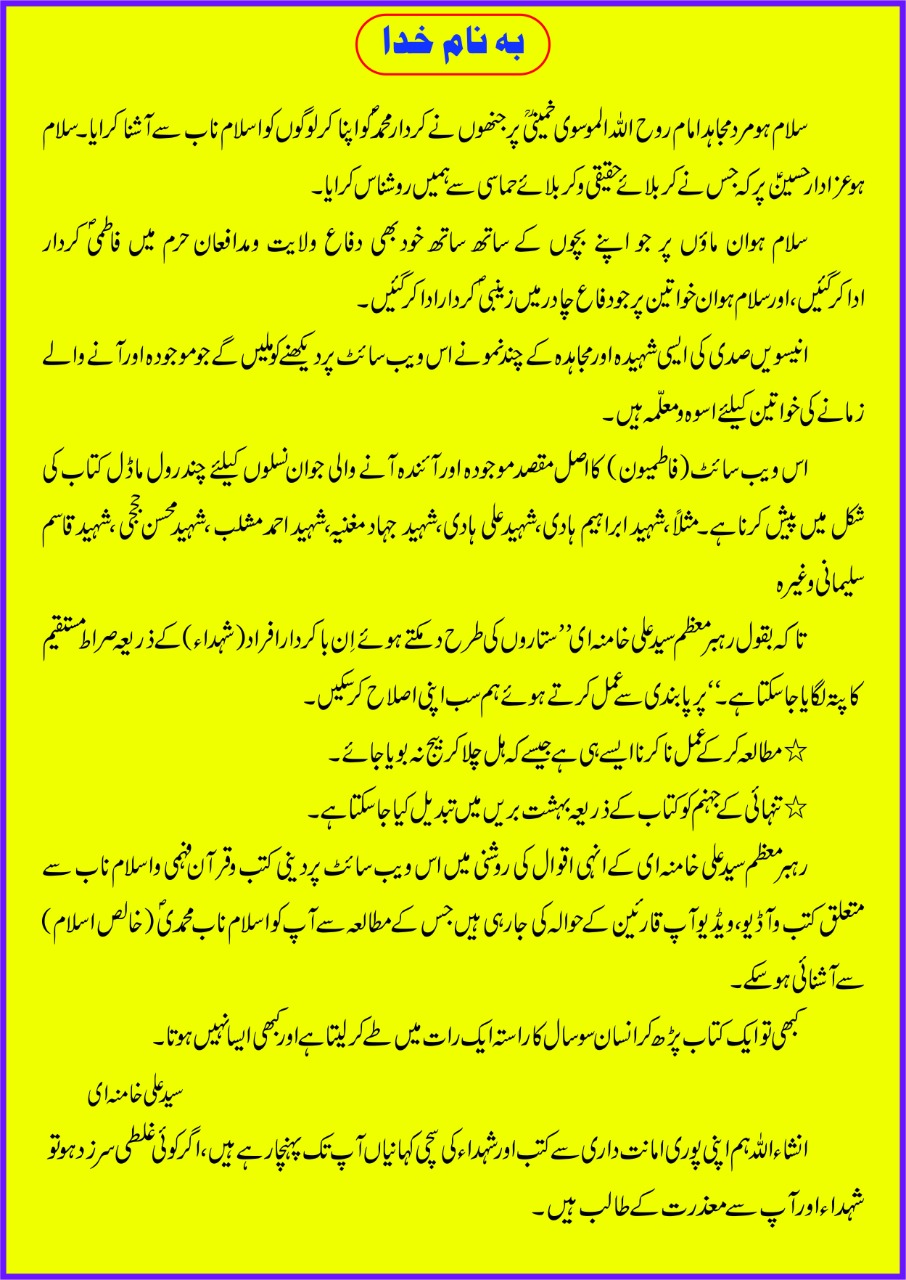 به نام خدا
سلام ہو مرد مجاہد امام روح اللہ الموسوی خمینیؒ پر جنھوں نے کردار محمدؐ کو اپنا کر لوگوں کو اسلام ناب سے آشنا کرایا۔ سلام
ہو عزادار حسینؑ پر کہ جس نے کربلائے حقیقی و کربلائے حماسی سے ہمیں روشناس کرایا۔
سلام ہو ان ماؤں پر جو اپنے بچوں کے ساتھ ساتھ خود بھی دفاع ولایت و مدافعان حرم میں فاطمیؐ کردار
ادا کر گئیں، اور سلام ہو ان خواتین پر جو دفاع چادر میں زینبیؐ کردار ادا کر گئیں۔
انیسویں صدی کی ایسی شہیدہ اور مجاہدہ کے چند نمونے اس ویب سائٹ پر دیکھنے کو ملیں گے جو موجودہ اور آنے والے
زمانے کی خواتین کیلئے اسوہ و معلّمہ ہیں۔
اس ویب سائٹ (فاطمیون) کا اصل مقصد موجودہ اور آئندہ آنے والی جوان نسلوں کیلئے چند رول ماڈل کتاب کی
شکل میں پیش کرنا ہے۔ مثلاً، شہید ابراہیم ہادی، شہید علی ہادی، شہید جہاد مغنیہ، شہید احمد مشلب، شہید محسن حججی، شہید قاسم
سلیمانی وغیرہ
تاکہ بقول رہبر معظم سید علی خامنہ ای ’’ستاروں کی طرح دمکتے ہوئے اِن باکردار افراد (شہداء) کے ذریعہ صراط مستقیم
کا پتہ لگایا جا سکتا ہے۔‘‘ پر پابندی سے عمل کرتے ہوئے ہم سب اپنی اصلاح کر سکیں۔
☆ مطالعہ کر کے عمل نا کرنا ایسے ہی ہے جیسے کہ ہل چلا کر بیج نہ بویا جائے۔
☆ تنہائی کے جہنم کو کتاب کے ذریعہ بہشت بریں میں تبدیل کیا جا سکتا ہے۔
رہبر معظم سید علی خامنہ ای کے انہی اقوال کی روشنی میں اس ویب سائٹ پر دینی کتب و قرآن فہمی و اسلام ناب سے
متعلق کتب و آڈیو، ویڈیو آپ قارئین کے حوالہ کی جا رہی ہیں جس کے مطالعہ سے آپ کو اسلام ناب محمدیؐ (خالص اسلام)
سے آشنائی ہو سکے۔
کبھی تو ایک کتاب پڑھ کر انسان سو سال کا راستہ ایک رات میں طے کر لیتا ہے اور کبھی ایسا نہیں ہوتا۔
سید علی خامنہ ای
انشاءاللہ ہم اپنی پوری امانت داری سے کتب اور شہداء کی سچی کہانیاں آپ تک پہنچا رہے ہیں، اگر کوئی غلطی سرزد ہو تو
شہداء اور آپ سے معذرت کے طالب ہیں۔